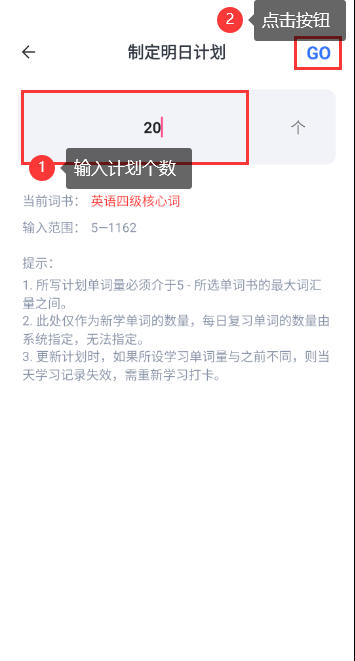 2 点击按钮
制定明日计划 GO
20 个
1 输入计划个数
当前词书： 英语四级核心词
输入范围： 5—1162
提示：
1. 所写计划单词量必须介于5 - 所选单词书的最大词汇
量之间。
2. 此处仅作为新学单词的数量，每日复习单词的数量由
系统指定，无法指定。
3. 更新计划时，如果所设学习单词量与之前不同，则当
天学习记录失效，需重新学习打卡。